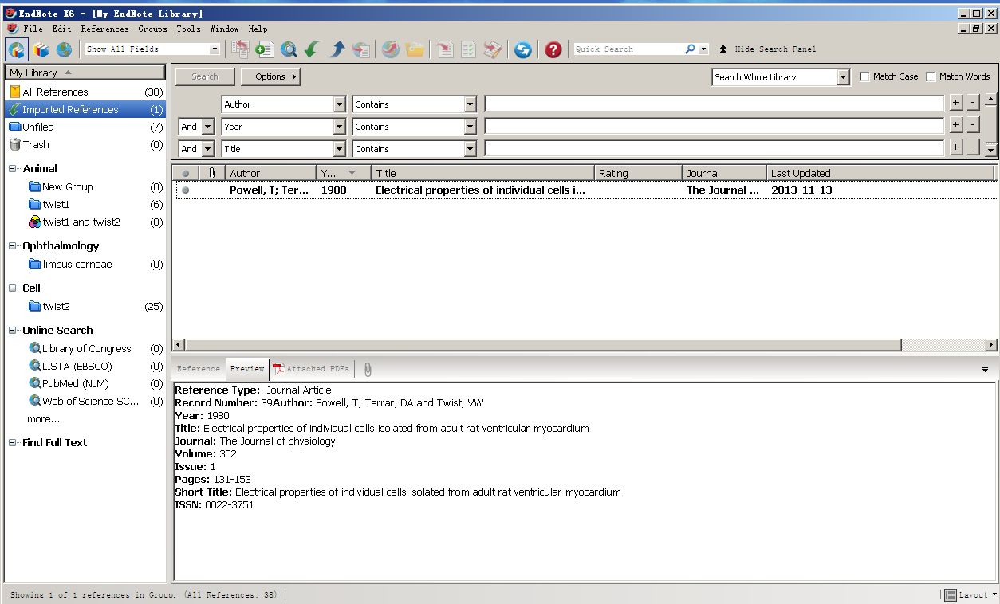 EndNote X6 - [My EndNote Library]
File Edit References Groups Tools Window Help
Show All Fields
Quick Search
Hide Search Panel
My Library
All References (38)
Imported References (1)
Unfiled (7)
Trash (0)
Animal
New Group (0)
twist1 (6)
twist1 and twist2 (0)
Ophthalmology
limbus corneae (0)
Cell
twist2 (25)
Online Search
Library of Congress (0)
LISTA (EBSCO) (0)
PubMed (NLM) (0)
Web of Science SC... (0)
more...
Find Full Text
Search Options Search Whole Library Match Case Match Words
Author Contains + -
And Year Contains + -
And Title Contains + -
Author Y... Title Rating Journal Last Updated
Powell, T; Ter... 1980 Electrical properties of individual cells i... The Journal ... 2013-11-13
Reference Preview Attached PDFs
Reference Type: Journal Article
Record Number: 39Author: Powell, T, Terrar, DA and Twist, VW
Year: 1980
Title: Electrical properties of individual cells isolated from adult rat ventricular myocardium
Journal: The Journal of physiology
Volume: 302
Issue: 1
Pages: 131-153
Short Title: Electrical properties of individual cells isolated from adult rat ventricular myocardium
ISSN: 0022-3751
Showing 1 of 1 references in Group. (All References: 38)
Layout